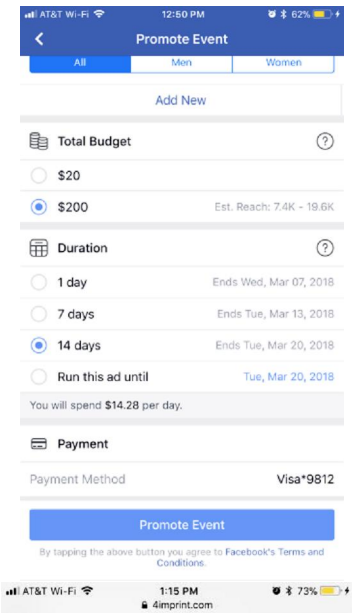 AT&T Wi-Fi 12:50 PM 62%
Promote Event
All Men Women
Add New
Total Budget ?
$20
$200 Est. Reach: 7.4K - 19.6K
Duration ?
1 day Ends Wed, Mar 07, 2018
7 days Ends Tue, Mar 13, 2018
14 days Ends Tue, Mar 20, 2018
Run this ad until Tue, Mar 20, 2018
You will spend $14.28 per day.
Payment
Payment Method Visa*9812
Promote Event
By tapping the above button you agree to Facebook's Terms and
Conditions.
AT&T Wi-Fi 1:15 PM 73%
4imprint.com